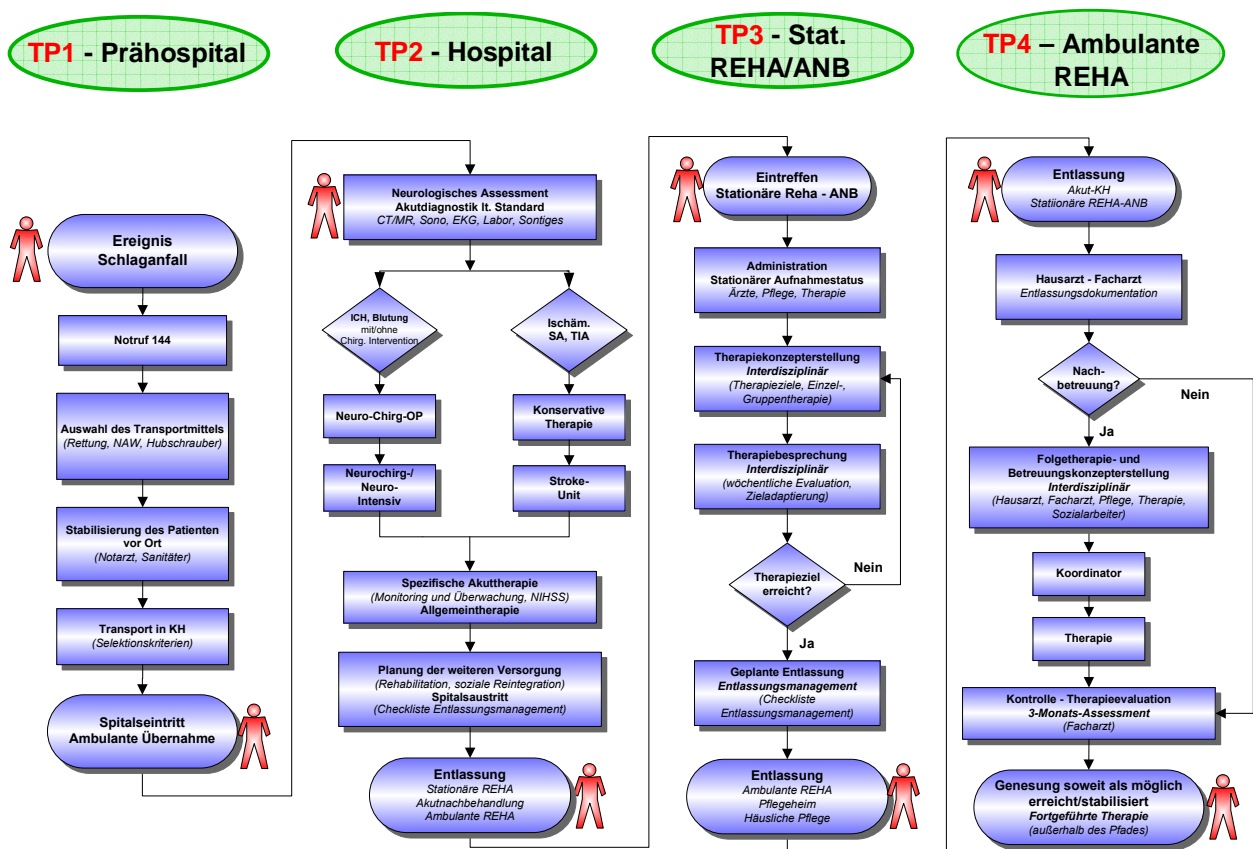 TP1 - Prähospital
Ereignis
Schlaganfall
Notruf 144
Auswahl des Transportmittels
(Rettung, NAW, Hubschrauber)
Stabilisierung des Patienten
vor Ort
(Notarzt, Sanitäter)
Transport in KH
(Selektionskriterien)
Spitalseintritt
Ambulante Übernahme
TP2 - Hospital
Neurologisches Assessment
Akutdiagnostik lt. Standard
CT/MR, Sono, EKG, Labor, Sontiges
ICH, Blutung
mit/ohne
Chirg. Intervention
Ischäm.
SA, TIA
Neuro-Chirg-OP
Konservative
Therapie
Neurochirg-/
Neuro-
Intensiv
Stroke-
Unit
Spezifische Akuttherapie
(Monitoring und Überwachung, NIHSS)
Allgemeintherapie
Planung der weiteren Versorgung
(Rehabilitation, soziale Reintegration)
Spitalsaustritt
(Checkliste Entlassungsmanagement)
Entlassung
Stationäre REHA
Akutnachbehandlung
Ambulante REHA
TP3 - Stat.
REHA/ANB
Eintreffen
Stationäre Reha - ANB
Administration
Stationärer Aufnahmestatus
Ärzte, Pflege, Therapie
Therapiekonzepterstellung
Interdisziplinär
(Therapieziele, Einzel-,
Gruppentherapie)
Therapiebesprechung
Interdisziplinär
(wöchentliche Evaluation,
Zieladaptierung)
Therapieziel
erreicht?
Nein
Ja
Geplante Entlassung
Entlassungsmanagement
(Checkliste
Entlassungsmanagement)
Entlassung
Ambulante REHA
Pflegeheim
Häusliche Pflege
TP4 – Ambulante
REHA
Entlassung
Akut-KH
Statiionäre REHA-ANB
Hausarzt - Facharzt
Entlassungsdokumentation
Nach-
betreuung?
Nein
Ja
Folgetherapie- und
Betreuungskonzepterstellung
Interdisziplinär
(Hausarzt, Facharzt, Pflege, Therapie,
Sozialarbeiter)
Koordinator
Therapie
Kontrolle - Therapieevaluation
3-Monats-Assessment
(Facharzt)
Genesung soweit als möglich
erreicht/stabilisiert
Fortgeführte Therapie
(außerhalb des Pfades)